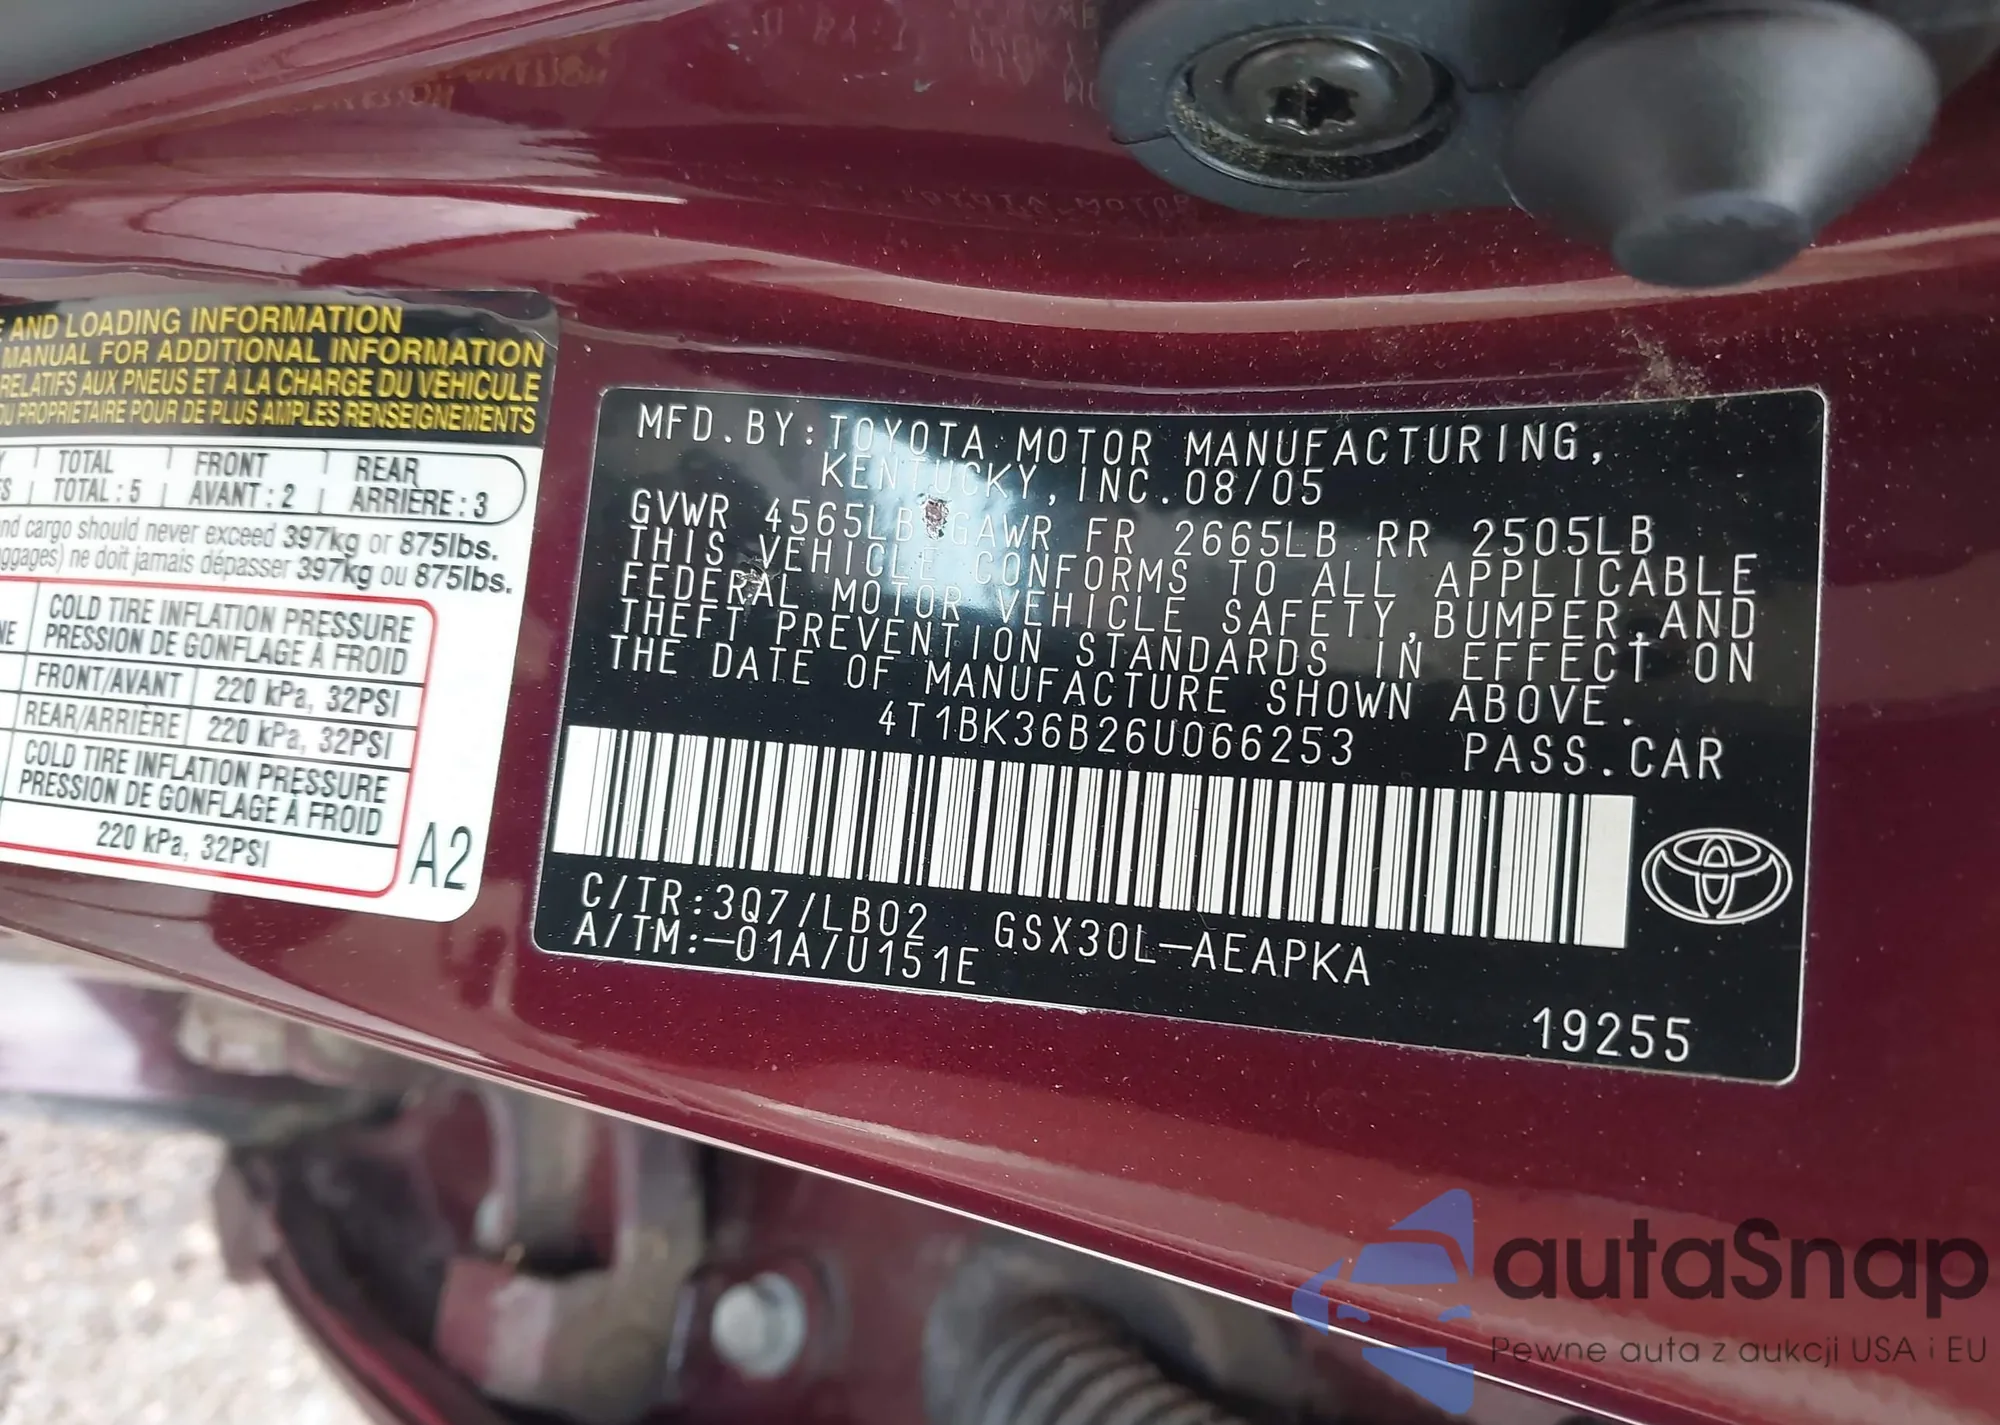 AND LOADING INFORMATION
MANUAL FOR ADDITIONAL INFORMATION
RELATIFS AUX PNEUS ET À LA CHARGE DU VÉHICULE
DU PROPRIÉTAIRE POUR DE PLUS AMPLES RENSEIGNEMENTS
TOTAL FRONT REAR
TOTAL : 5 AVANT : 2 ARRIÈRE : 3
and cargo should never exceed 397kg or 875lbs.
ne doit jamais dépasser 397kg ou 875lbs.
COLD TIRE INFLATION PRESSURE
PRESSION DE GONFLAGE À FROID
FRONT/AVANT 220 kPa, 32PSI
REAR/ARRIÈRE 220 kPa, 32PSI
COLD TIRE INFLATION PRESSURE
PRESSION DE GONFLAGE À FROID
220 kPa, 32PSI
A2
MFD.BY:TOYOTA MOTOR MANUFACTURING,
KENTUCKY,INC.08/05
GVWR 4565LB GAWR FR 2665LB RR 2505LB
THIS VEHICLE CONFORMS TO ALL APPLICABLE
FEDERAL MOTOR VEHICLE SAFETY,BUMPER,AND
THEFT PREVENTION STANDARDS IN EFFECT ON
THE DATE OF MANUFACTURE SHOWN ABOVE.
4T1BK36B26U066253 PASS.CAR
C/TR:3Q7/LB02 GSX30L-AEAPKA
A/TM:-01A/U151E
19255
autaSnap
Pewne auta z aukcji USA i EU